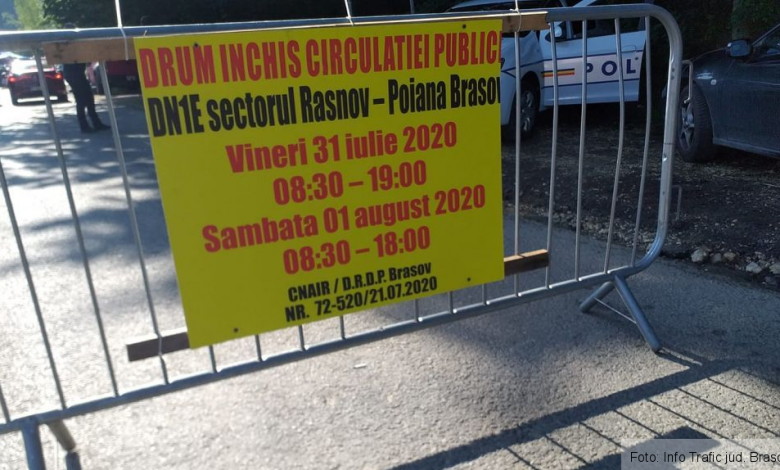 DRUM INCHIS CIRCULATIEI PUBLIC
DN1E sectorul Rasnov – Poiana Brasov
Vineri 31 iulie 2020
08:30 – 19:00
Sambata 01 august 2020
08:30 – 18:00
CNAIR / D.R.D.P. Brasov
NR. 72-520/21.07.2020
POL
Foto: Info Trafic jud. Braso